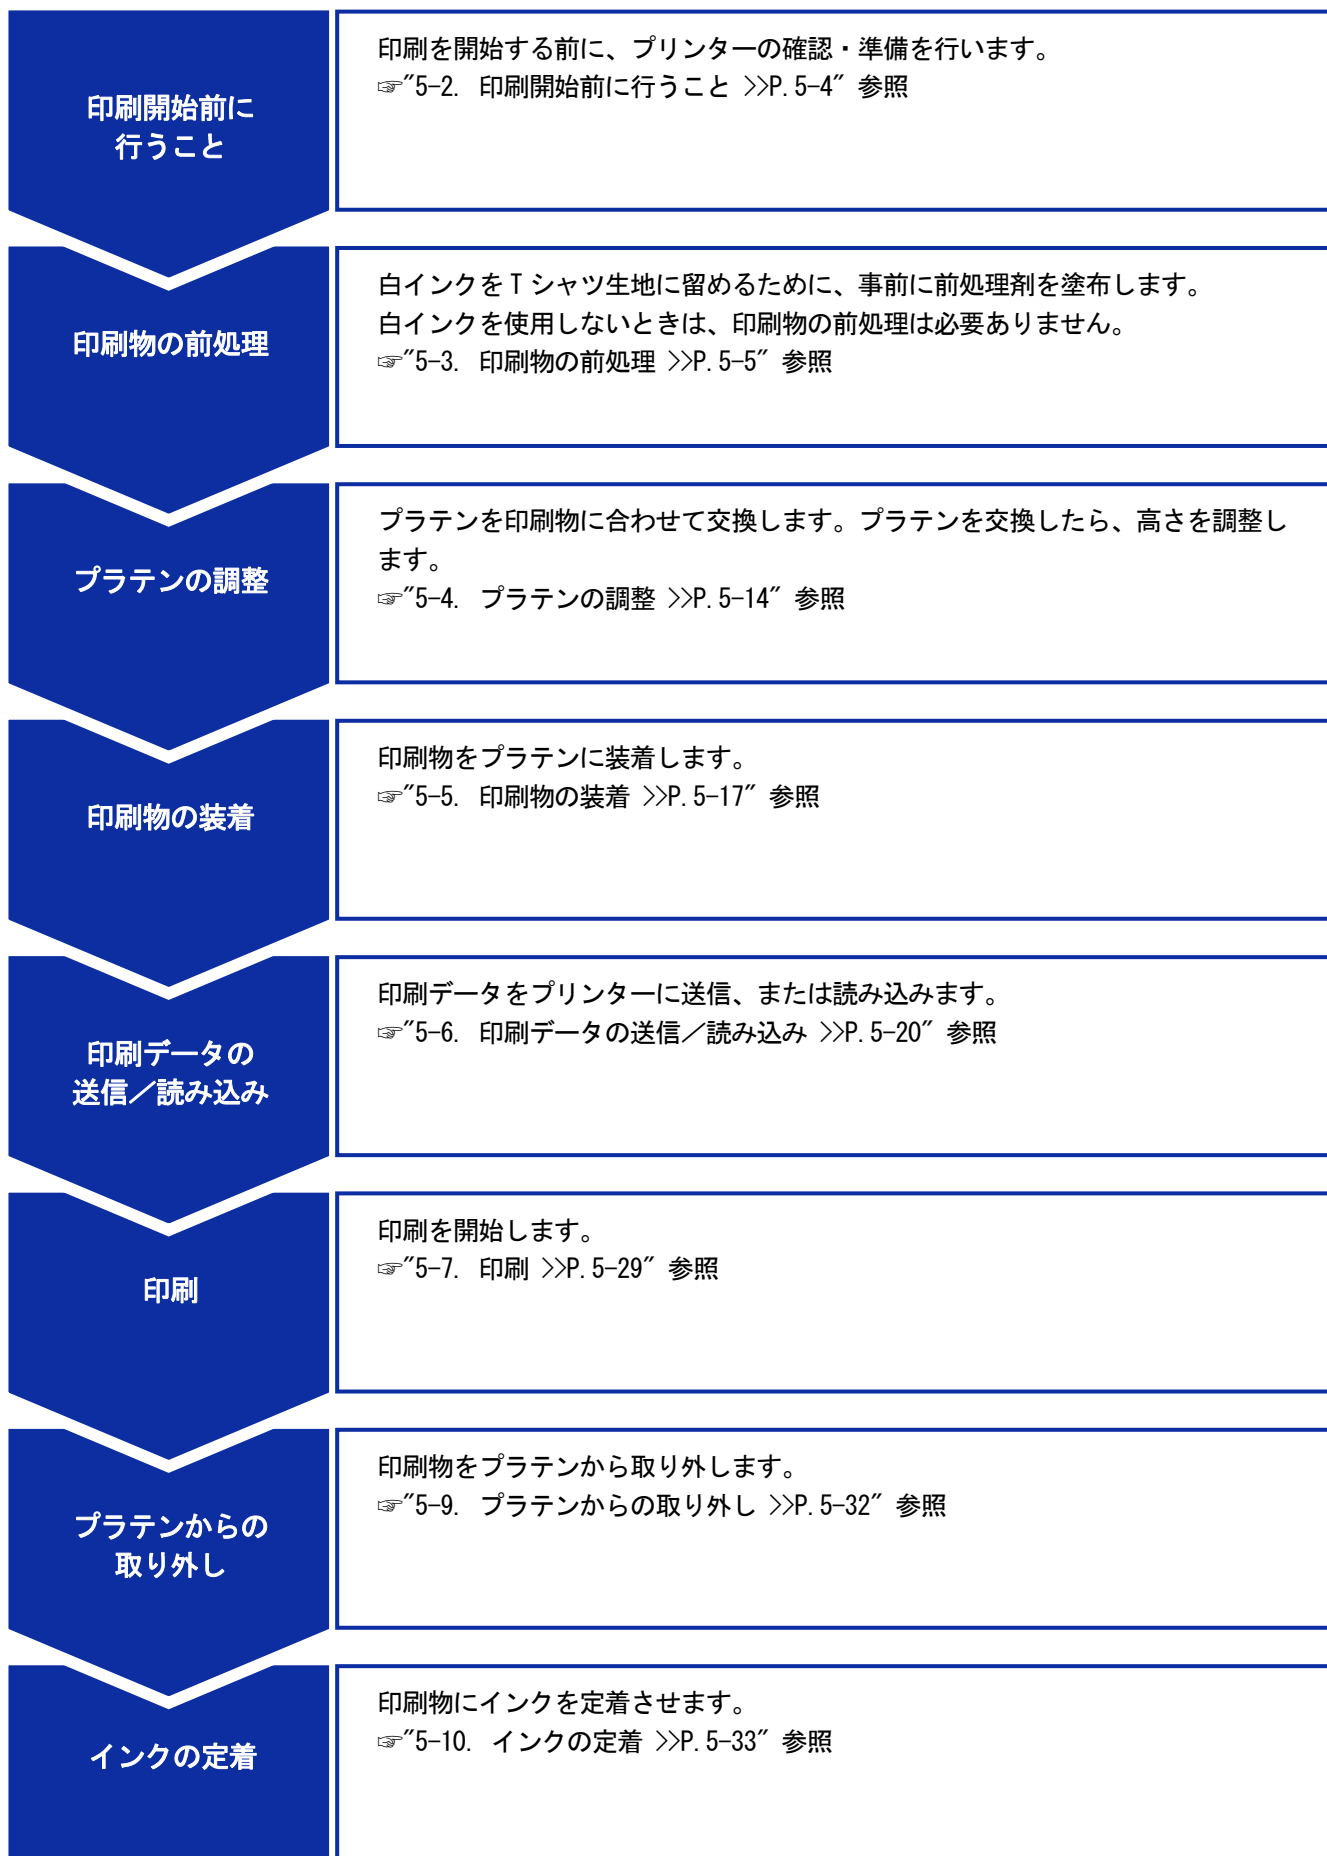 印刷開始前に
行うこと
印刷を開始する前に、プリンターの確認・準備を行います。
☞"5-2. 印刷開始前に行うこと >>P.5-4" 参照
印刷物の前処理
白インクをTシャツ生地に留めるために、事前に前処理剤を塗布します。
白インクを使用しないときは、印刷物の前処理は必要ありません。
☞"5-3. 印刷物の前処理 >>P.5-5" 参照
プラテンの調整
プラテンを印刷物に合わせて交換します。プラテンを交換したら、高さを調整し
ます。
☞"5-4. プラテンの調整 >>P.5-14" 参照
印刷物の装着
印刷物をプラテンに装着します。
☞"5-5. 印刷物の装着 >>P.5-17" 参照
印刷データの
送信／読み込み
印刷データをプリンターに送信、または読み込みます。
☞"5-6. 印刷データの送信／読み込み >>P.5-20" 参照
印刷
印刷を開始します。
☞"5-7. 印刷 >>P.5-29" 参照
プラテンからの
取り外し
印刷物をプラテンから取り外します。
☞"5-9. プラテンからの取り外し >>P.5-32" 参照
インクの定着
印刷物にインクを定着させます。
☞"5-10. インクの定着 >>P.5-33" 参照